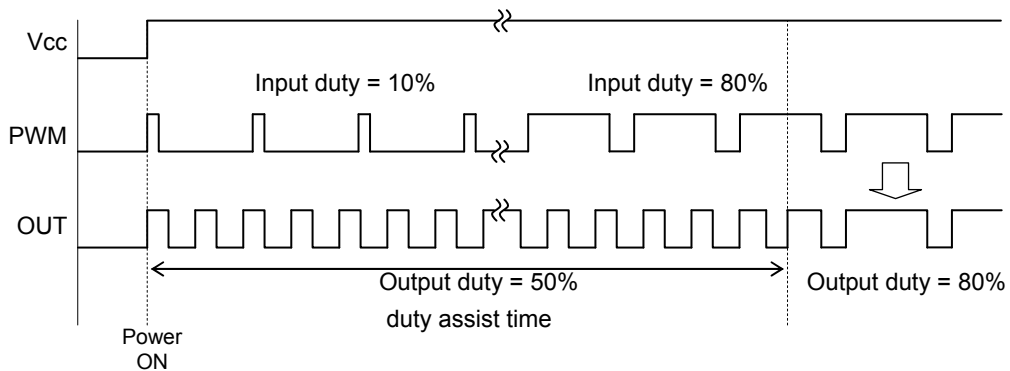 Vcc
Input duty = 10%
Input duty = 80%
PWM
OUT
Output duty = 50%
Output duty = 80%
duty assist time
Power
ON